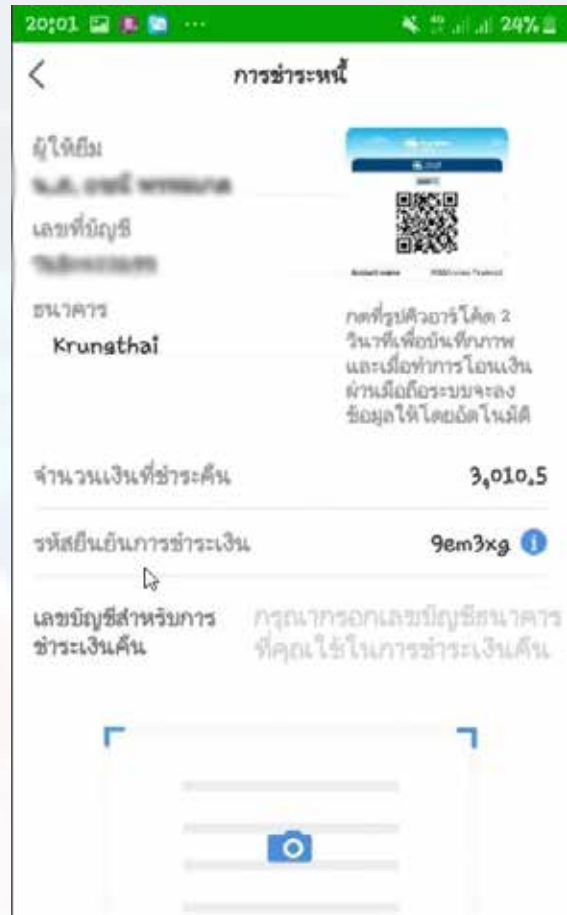 20:01 ... 24%
การชำระหนี้
ผู้ให้ยืม
เลขที่บัญชี
ธนาคาร
Krungthai
กดที่รูปคิวอาร์โค้ด 2
วินาทีเพื่อบันทึกภาพ
และเมื่อทำการโอนเงิน
ผ่านมือถือระบบจะลง
ข้อมูลให้โดยอัตโนมัติ
จำนวนเงินที่ชำระคืน 3,010.5
รหัสยืนยันการชำระเงิน 9em3xg
เลขบัญชีสำหรับการ
ชำระเงินคืน
กรุณากรอกเลขบัญชีธนาคาร
ที่คุณใช้ในการชำระเงินคืน